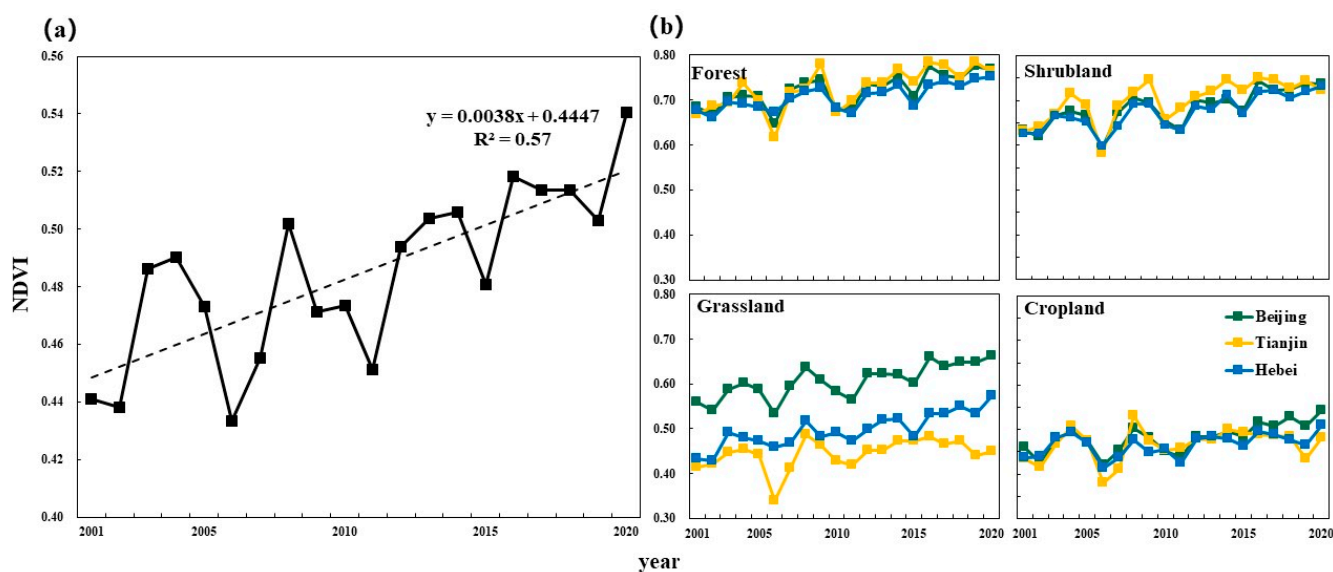 (a)
0.56
0.54
0.52
0.50
0.48
0.46
0.44
0.42
0.40
NDVI
y = 0.0038x + 0.4447
R² = 0.57
2001 2005 2010 2015 2020
(b)
0.80
0.70
0.60
0.50
0.40
0.30
Forest
Shrubland
0.80
0.70
0.60
0.50
0.40
0.30
Grassland
2001 2005 2010 2015 2020
Cropland
Beijing
Tianjin
Hebei
2001 2005 2010 2015 2020
year